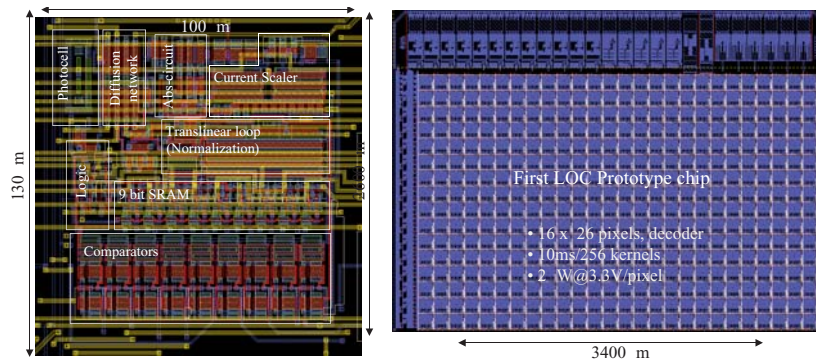 100 m
Photocell
Diffusion
network
Abs-circuit
Current Scaler
Translinear loop
(Normalization)
130 m
Logic
9 bit SRAM
Comparators
First LOC Prototype chip
• 16 x 26 pixels, decoder
• 10ms/256 kernels
• 2 W@3.3V/pixel
3400 m